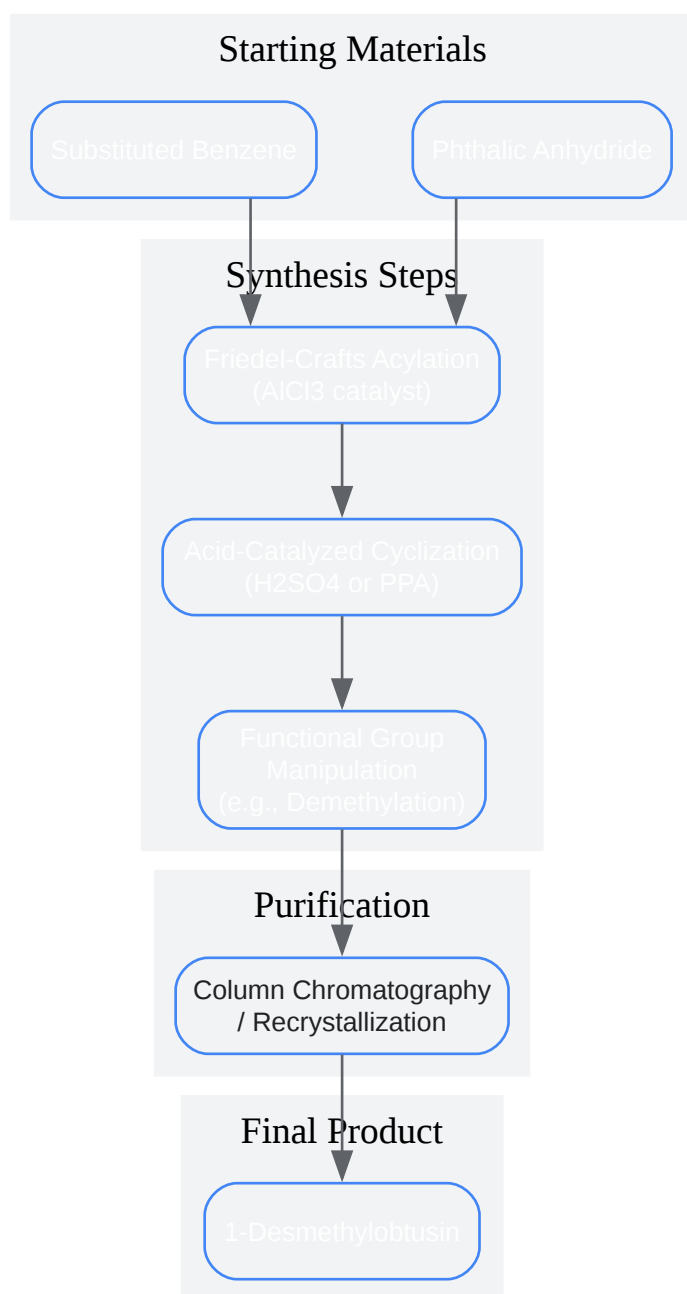 Starting Materials
Substituted Benzene
Phthalic Anhydride
Synthesis Steps
Friedel-Crafts Acylation
(AlCl3 catalyst)
Acid-Catalyzed Cyclization
(H2SO4 or PPA)
Functional Group
Manipulation
(e.g., Demethylation)
Purification
Column Chromatography
/ Recrystallization
Final Product
1-Desmethylobtusin